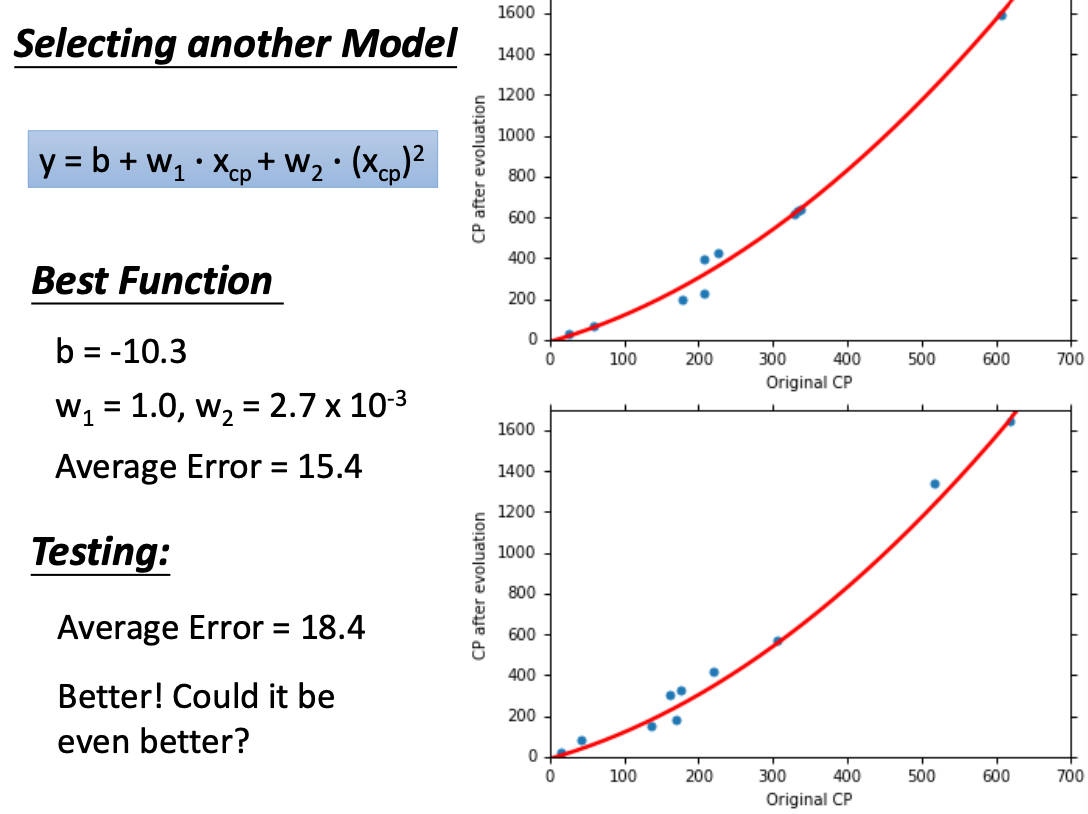 Selecting another Model
y = b + w₁ · x_cp + w₂ · (x_cp)²
Best Function
b = -10.3
w₁ = 1.0, w₂ = 2.7 x 10⁻³
Average Error = 15.4
Testing:
Average Error = 18.4
Better! Could it be
even better?
CP after evoluation
1600
1400
1200
1000
800
600
400
200
0
0 100 200 300 400 500 600 700
Original CP
CP after evoluation
1600
1400
1200
1000
800
600
400
200
0
0 100 200 300 400 500 600 700
Original CP